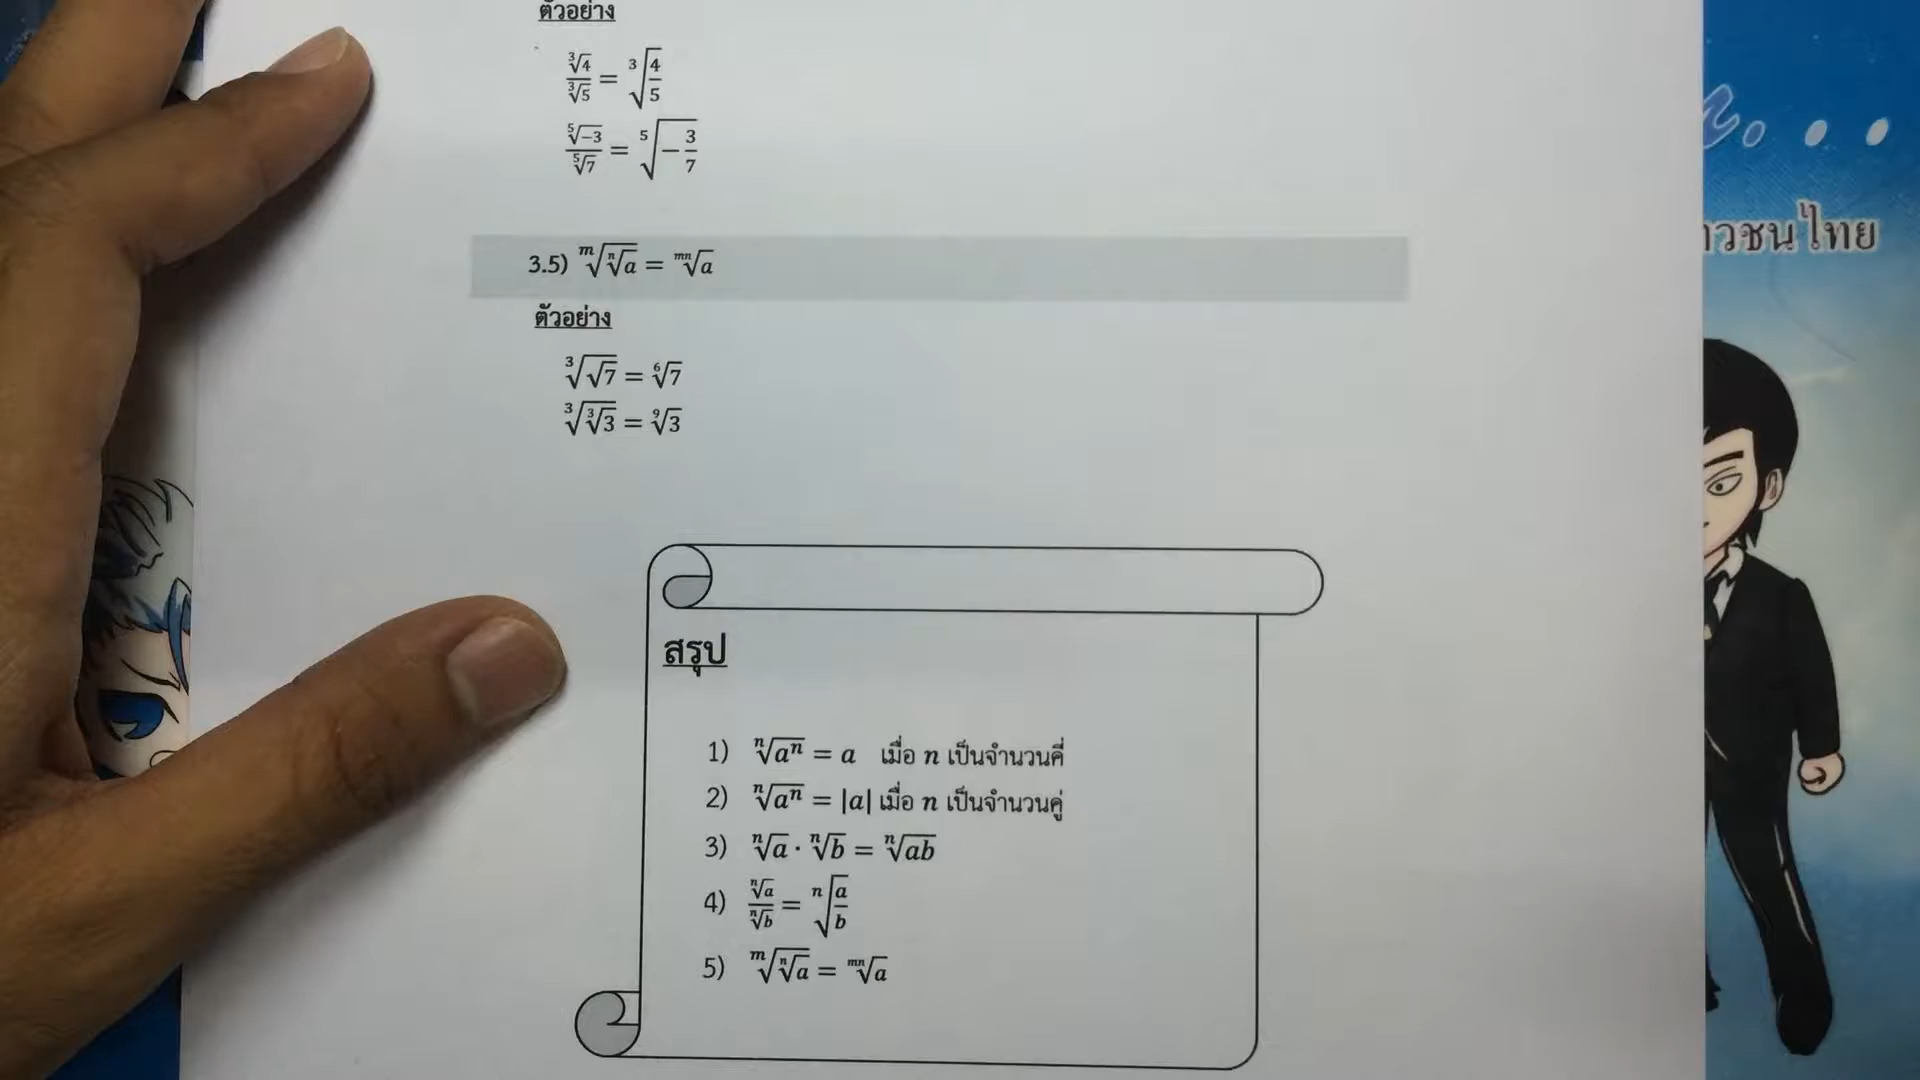 ตัวอย่าง
∛4/∛5 = ∛(4/5)
⁵√−3/⁵√7 = ⁵√(−3/7)
3.5) ᵐ√(ⁿ√a) = ᵐⁿ√a
ตัวอย่าง
³√(√7) = ⁶√7
³√(³√3) = ⁹√3
สรุป
1) ⁿ√(aⁿ) = a เมื่อ n เป็นจำนวนคี่
2) ⁿ√(aⁿ) = |a| เมื่อ n เป็นจำนวนคู่
3) ⁿ√a · ⁿ√b = ⁿ√(ab)
4) ⁿ√a/ⁿ√b = ⁿ√(a/b)
5) ᵐ√(ⁿ√a) = ᵐⁿ√a
วชนไทย